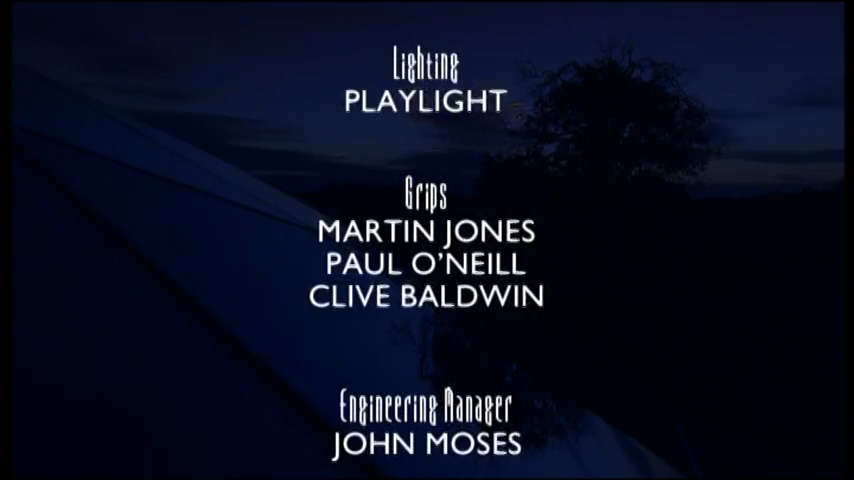 Lighting
PLAYLIGHT
Grips
MARTIN JONES
PAUL O'NEILL
CLIVE BALDWIN
Engineering Manager
JOHN MOSES